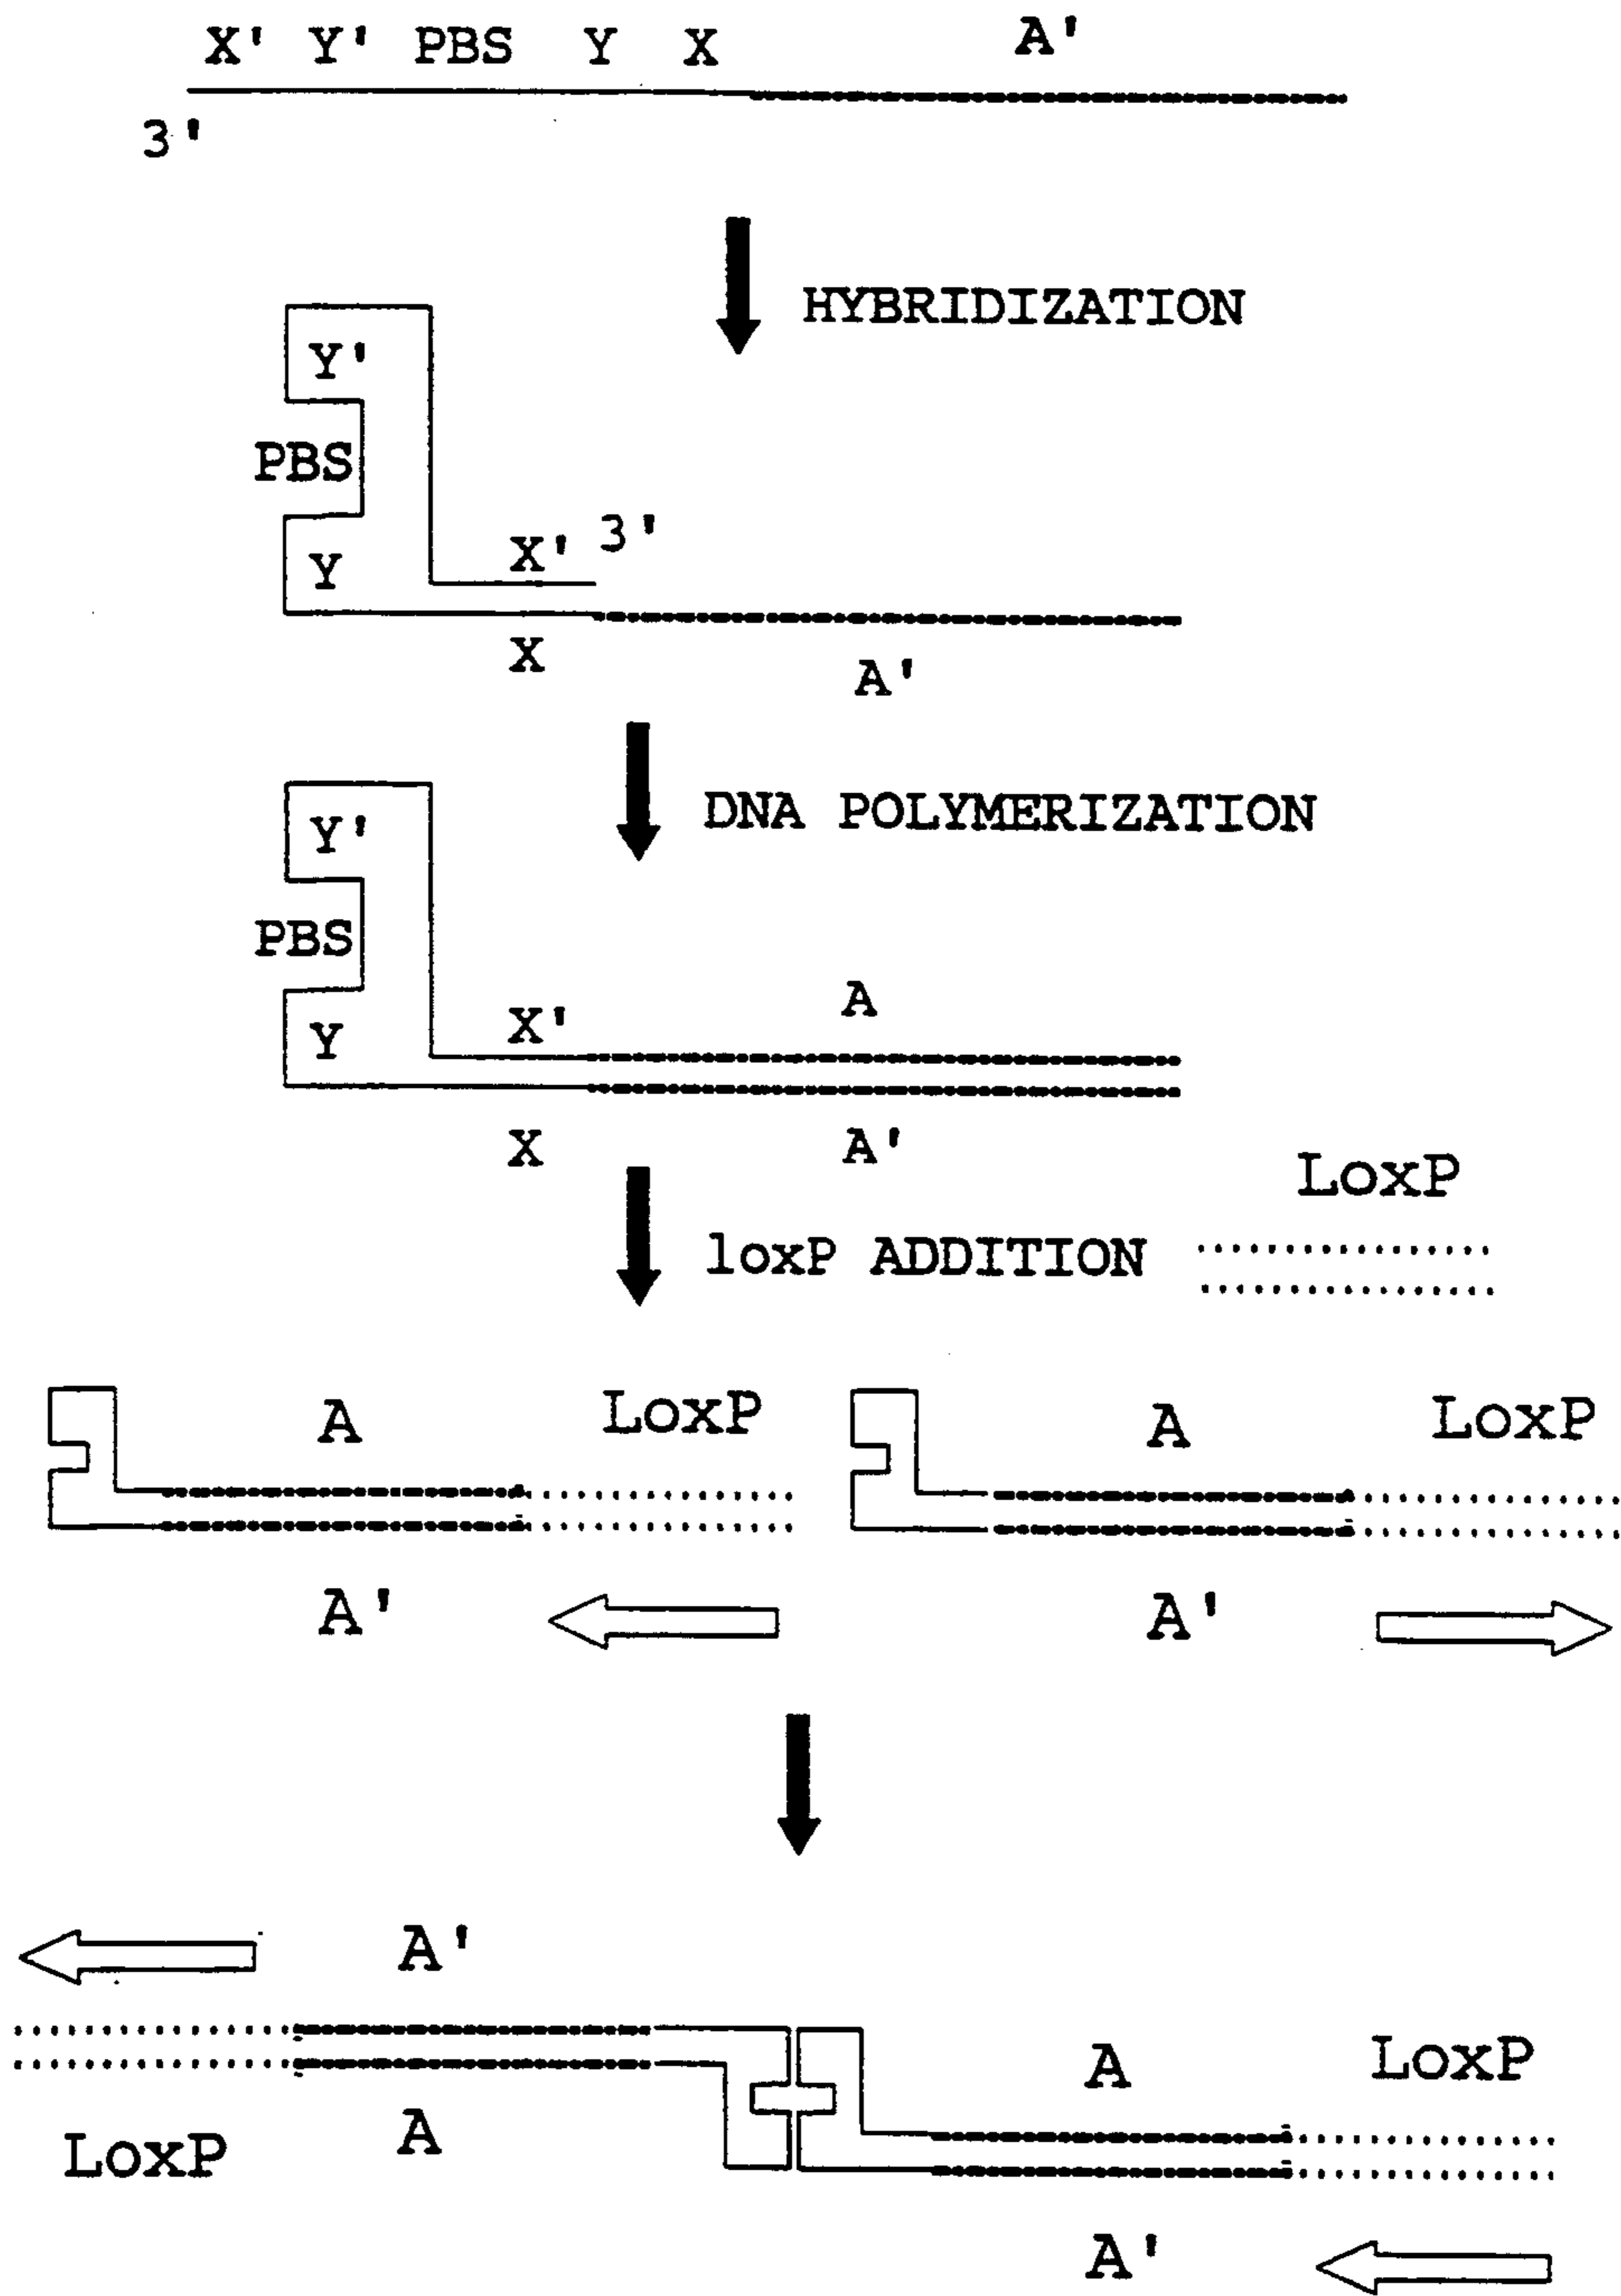 X' Y' PBS Y X A'
3'
HYBRIDIZATION
Y'
PBS
Y
X' 3'
X
A'
DNA POLYMERIZATION
Y'
PBS
Y
X'
A
X
A'
LoxP
loxP ADDITION
A LoxP A LoxP
A' A'
A'
LoxP
A
A LoxP
A'